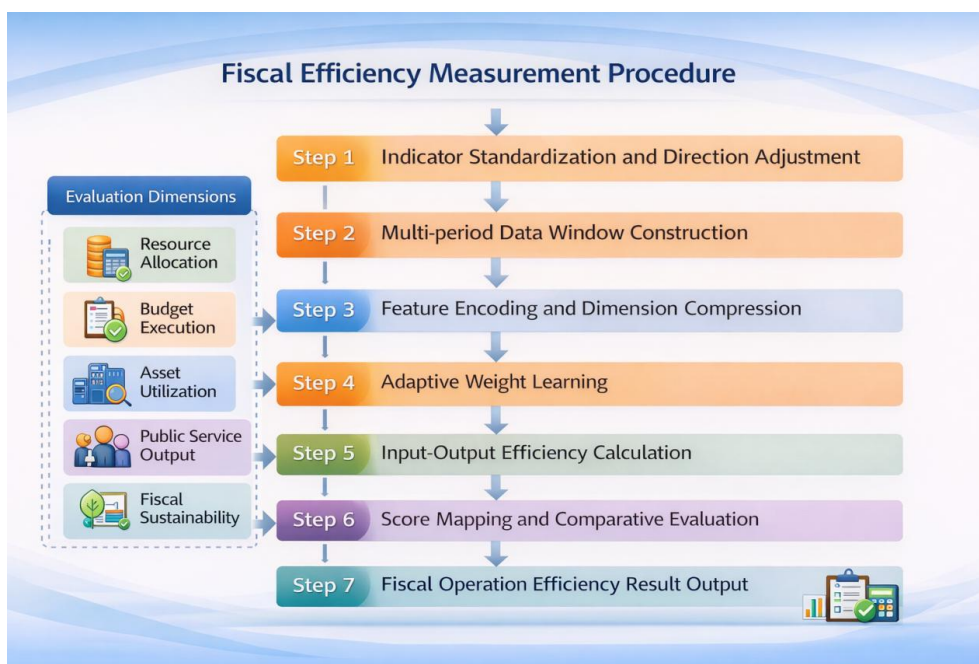 Fiscal Efficiency Measurement Procedure
Step 1 Indicator Standardization and Direction Adjustment
Evaluation Dimensions
Step 2 Multi-period Data Window Construction
Resource
Allocation
Step 3 Feature Encoding and Dimension Compression
Budget
Execution
Step 4 Adaptive Weight Learning
Asset
Utilization
Step 5 Input-Output Efficiency Calculation
Public Service
Output
Step 6 Score Mapping and Comparative Evaluation
Fiscal
Sustainability
Step 7 Fiscal Operation Efficiency Result Output